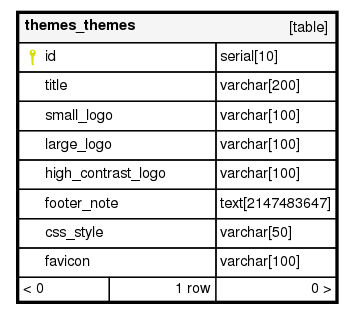 themes_themes [table]
id serial[10]
title varchar[200]
small_logo varchar[100]
large_logo varchar[100]
high_contrast_logo varchar[100]
footer_note text[2147483647]
css_style varchar[50]
favicon varchar[100]
< 0 1 row 0 >